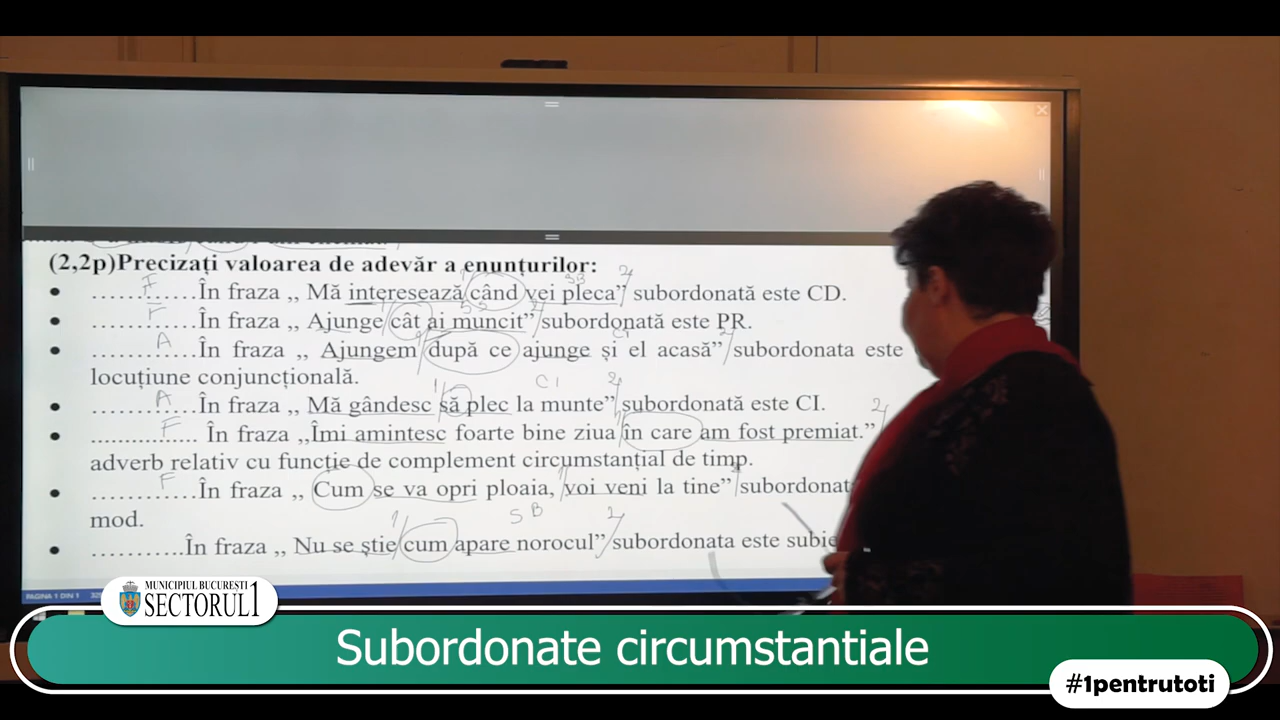 (2,2p)Precizați valoarea de adevăr a enunțurilor:
F ............În fraza „ Mă interesează când vei pleca” subordonată este CD.
F ............În fraza „ Ajunge cât ai muncit” subordonată este PR.
A ............În fraza „ Ajungem după ce ajunge și el acasă” subordonata este
locuțiune conjuncțională.
A ............În fraza „ Mă gândesc să plec la munte” subordonată este CI.
F ............... În fraza „Îmi amintesc foarte bine ziua în care am fost premiat.”
adverb relativ cu funcție de complement circumstanțial de timp.
F ............În fraza „ Cum se va opri ploaia, voi veni la tine” subordonat
mod.
............În fraza „ Nu se știe cum apare norocul” subordonata este subie
PAGINA 1 DIN 1
MUNICIPIUL BUCUREȘTI
SECTORUL 1
Subordonate circumstantiale
#1pentrutoti